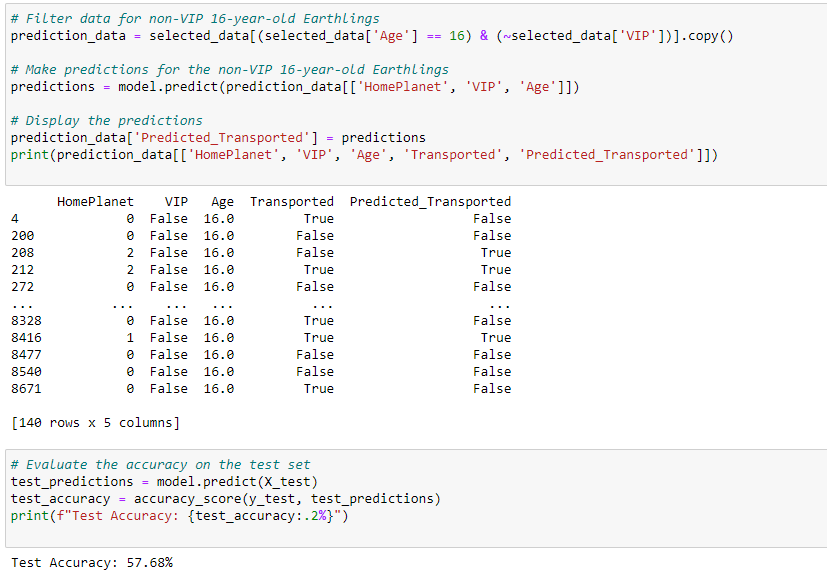 # Filter data for non-VIP 16-year-old Earthlings
prediction_data = selected_data[(selected_data['Age'] == 16) & (~selected_data['VIP'])].copy()
# Make predictions for the non-VIP 16-year-old Earthlings
predictions = model.predict(prediction_data[['HomePlanet', 'VIP', 'Age']])
# Display the predictions
prediction_data['Predicted_Transported'] = predictions
print(prediction_data[['HomePlanet', 'VIP', 'Age', 'Transported', 'Predicted_Transported']])
HomePlanet VIP Age Transported Predicted_Transported
4 0 False 16.0 True False
200 0 False 16.0 False False
208 2 False 16.0 False True
212 2 False 16.0 True True
272 0 False 16.0 False False
... ... ... ... ... ...
8328 0 False 16.0 True False
8416 1 False 16.0 True True
8477 0 False 16.0 False False
8540 0 False 16.0 False False
8671 0 False 16.0 True False
[140 rows x 5 columns]
# Evaluate the accuracy on the test set
test_predictions = model.predict(X_test)
test_accuracy = accuracy_score(y_test, test_predictions)
print(f"Test Accuracy: {test_accuracy:.2%}")
Test Accuracy: 57.68%